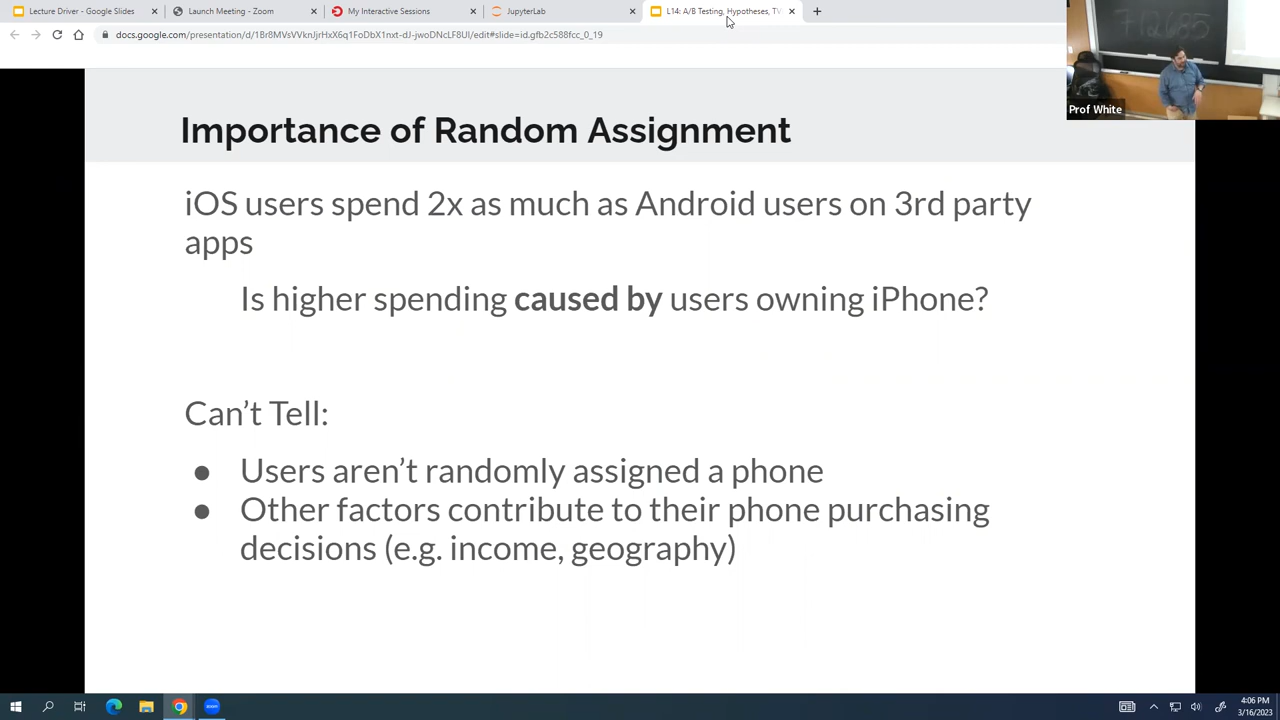 Lecture Driver - Google Slides
Launch Meeting - Zoom
My Interactive Sessions
JupyterLab
L14: A/B Testing, Hypotheses, TV
docs.google.com/presentation/d/1Br8MVsVVknJjrHxX6q1FoDbX1nxt-dJ-jwoDNcLF8UI/edit#slide=id.gfb2c588fcc_0_19
712685
Prof White
Importance of Random Assignment
iOS users spend 2x as much as Android users on 3rd party
apps
Is higher spending caused by users owning iPhone?
Can’t Tell:
● Users aren’t randomly assigned a phone
● Other factors contribute to their phone purchasing
decisions (e.g. income, geography)
zoom
4:06 PM
3/16/2023